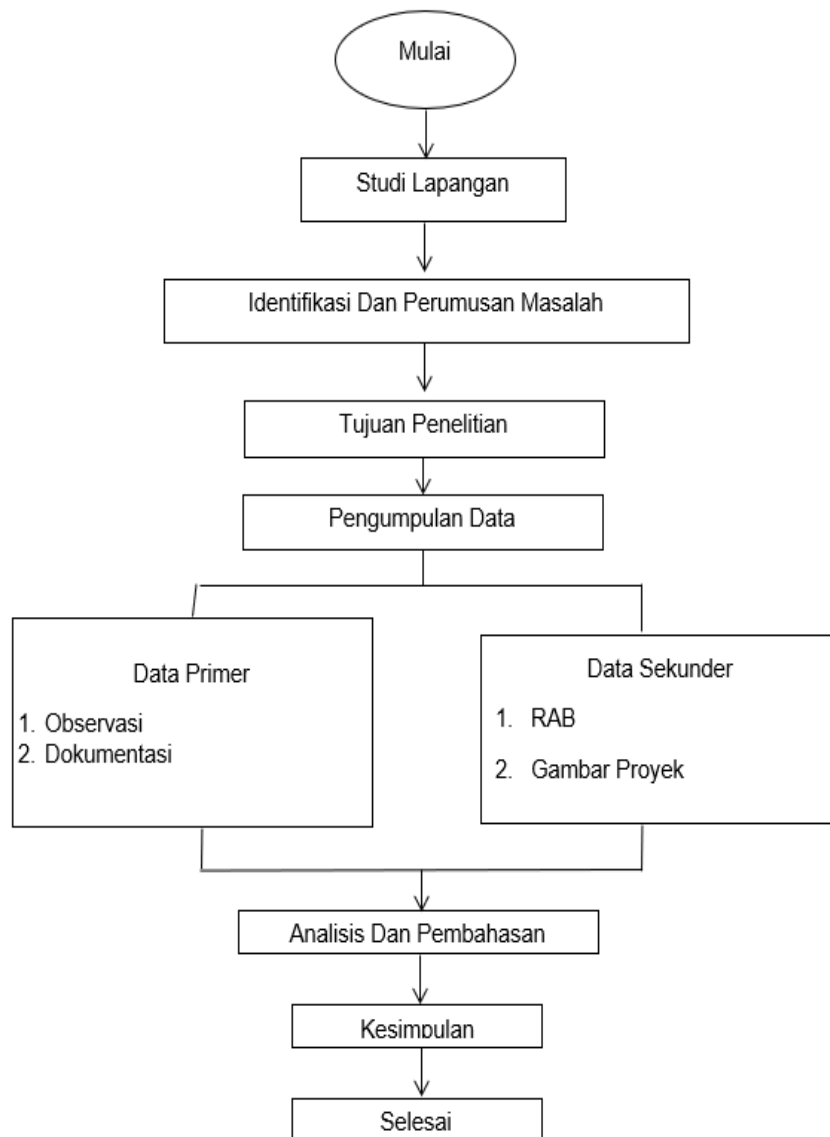 Mulai
Studi Lapangan
Identifikasi Dan Perumusan Masalah
Tujuan Penelitian
Pengumpulan Data
Data Primer
1. Observasi
2. Dokumentasi
Data Sekunder
1. RAB
2. Gambar Proyek
Analisis Dan Pembahasan
Kesimpulan
Selesai